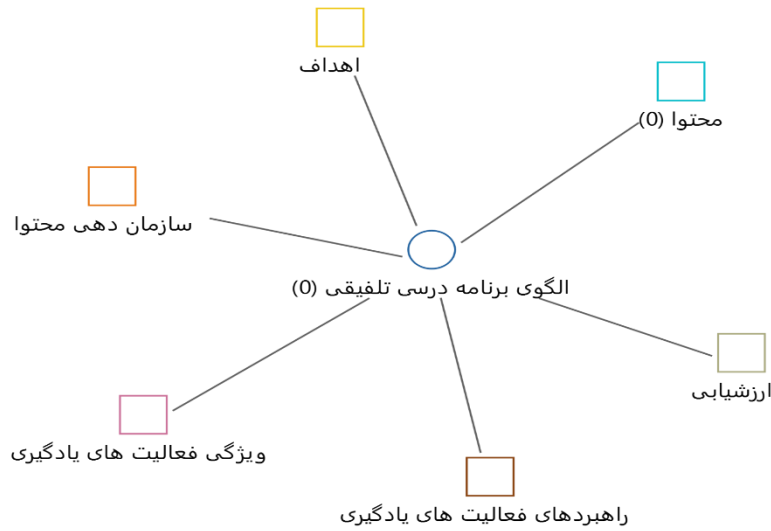 اهداف
محتوا (0)
سازمان دهی محتوا
الگوی برنامه درسی تلفیقی (0)
ارزشیابی
ویژگی فعالیت های یادگیری
راهبردهای فعالیت های یادگیری